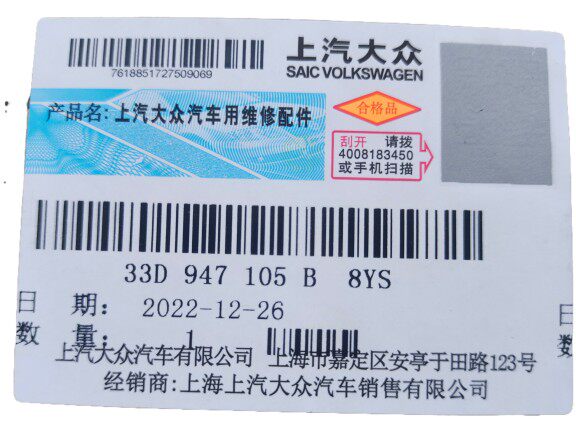 上汽大众
SAIC VOLKSWAGEN
7618851727509069
产品名: 上汽大众汽车用维修配件
合格品
刮开 请拨
4008183450
或手机扫描
33D 947 105 B 8YS
日 期: 2022-12-26
日
数 量: 1
数
上汽大众汽车有限公司 上海市嘉定区安亭于田路123号
经销商:上海上汽大众汽车销售有限公司